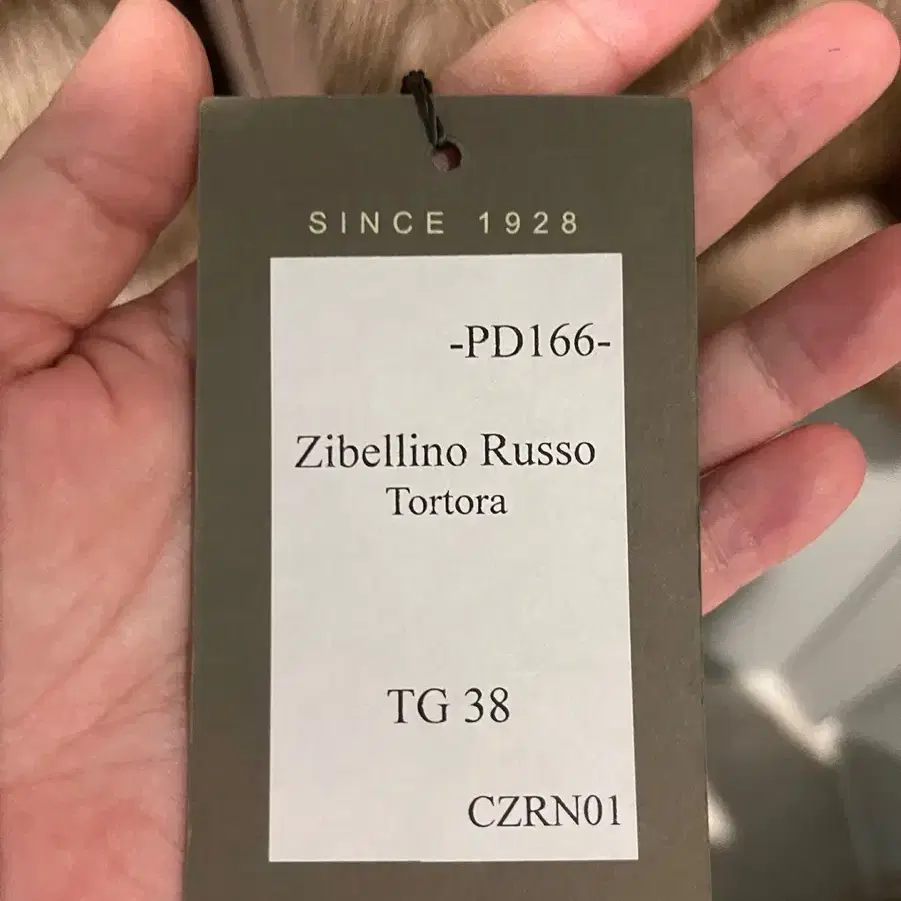 SINCE 1928
-PD166-
Zibellino Russo
Tortora
TG 38
CZRN01